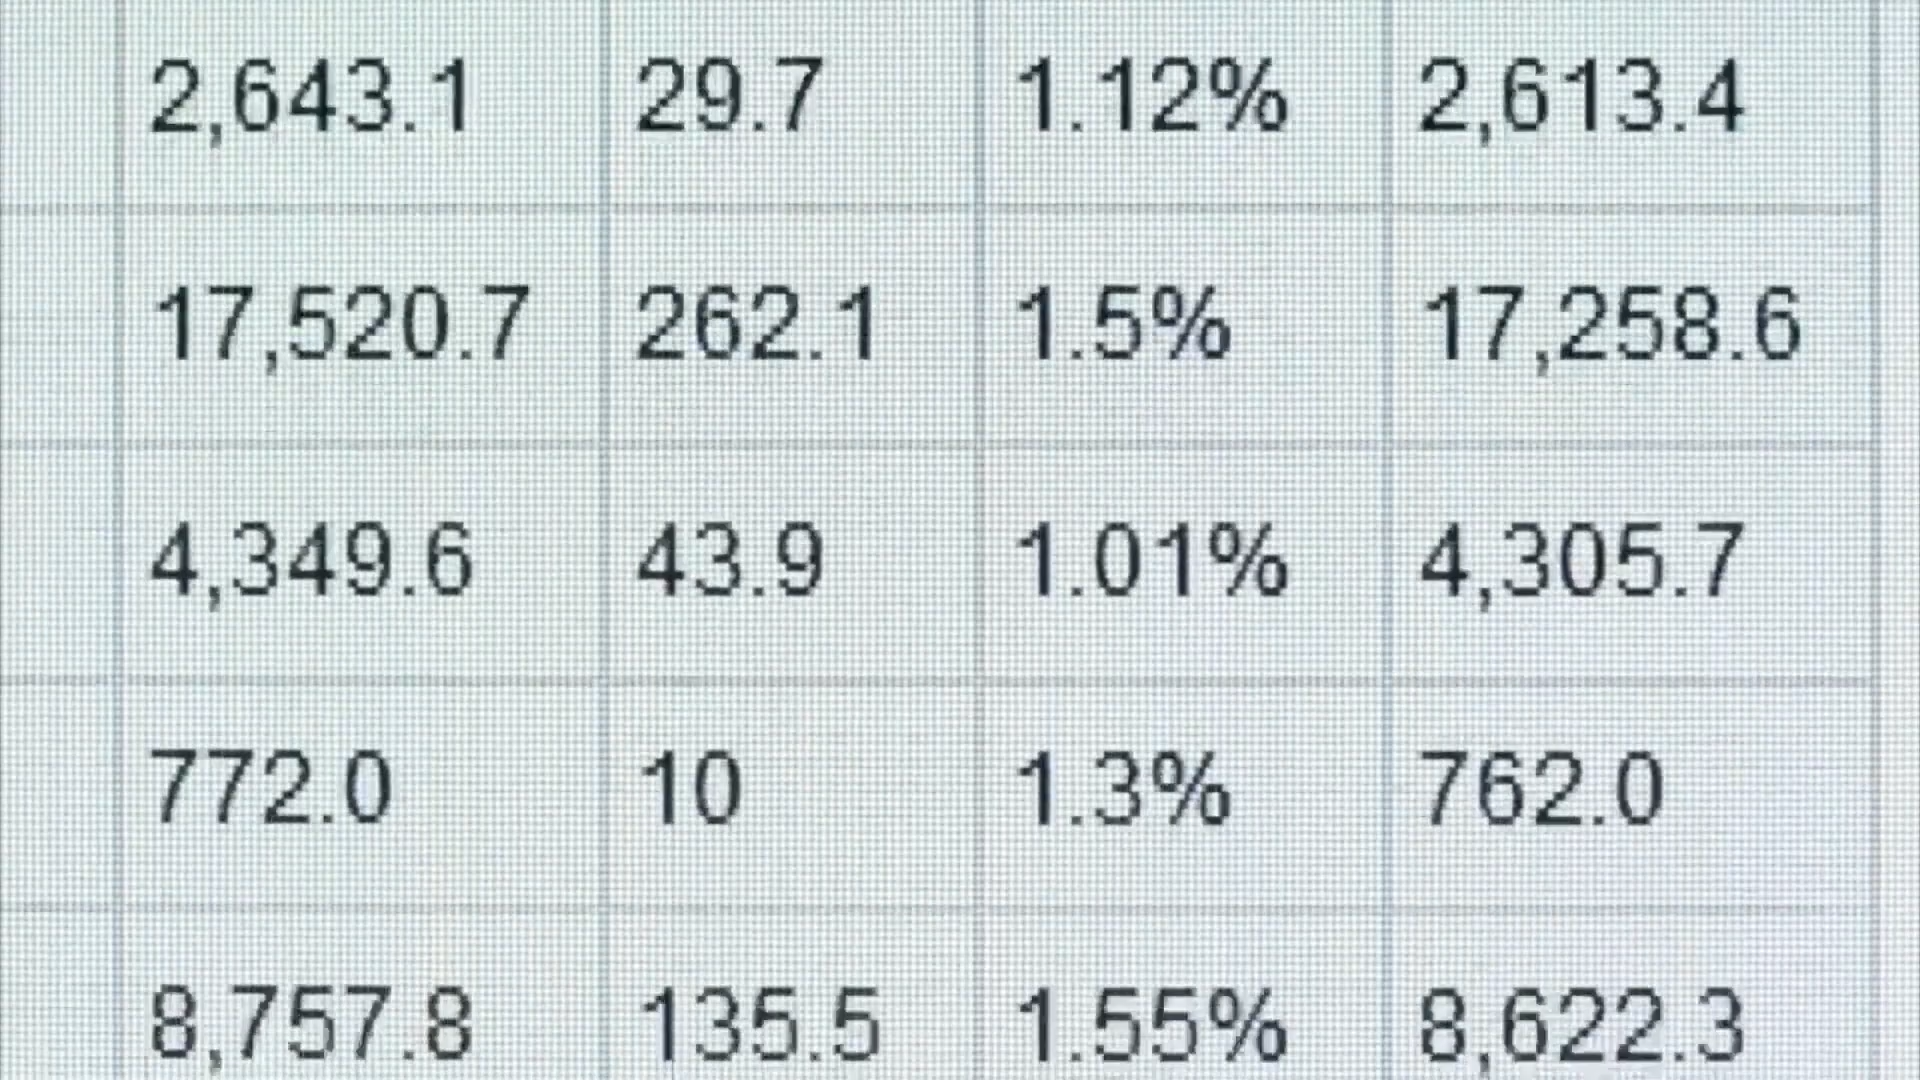 2,643.1 29.7 1.12% 2,613.4
17,520.7 262.1 1.5% 17,258.6
4,349.6 43.9 1.01% 4,305.7
772.0 10 1.3% 762.0
8,757.8 135.5 1.55% 8,622.3